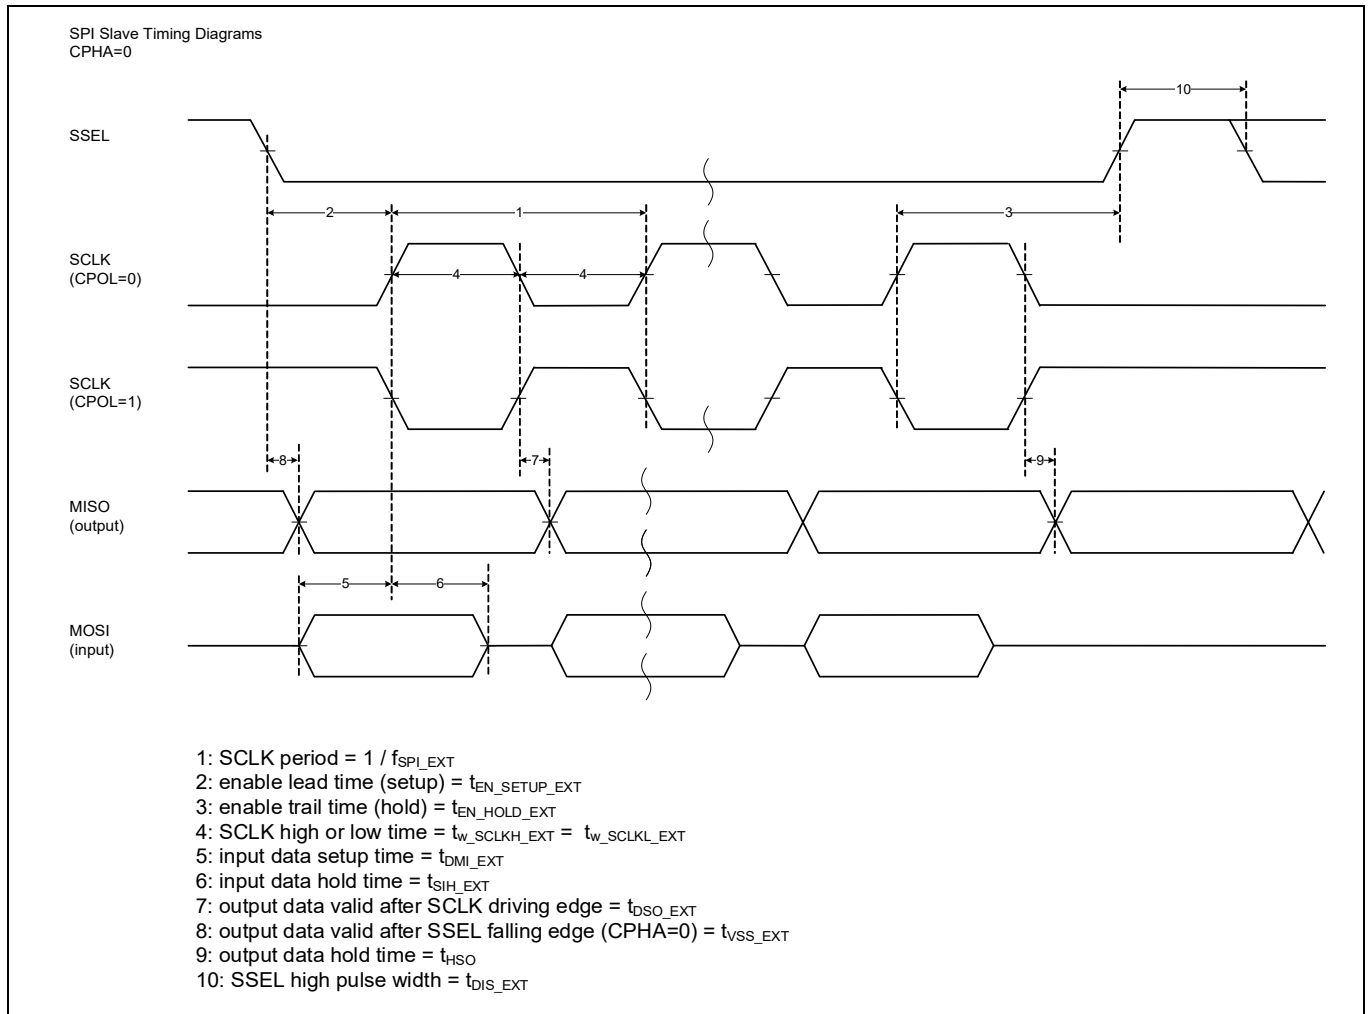 SPI Slave Timing Diagrams
CPHA=0
10
SSEL
2
1
3
SCLK
(CPOL=0)
4
4
SCLK
(CPOL=1)
8
7
9
MISO
(output)
5
6
MOSI
(input)
1: SCLK period = 1 / fSPI_EXT
2: enable lead time (setup) = tEN_SETUP_EXT
3: enable trail time (hold) = tEN_HOLD_EXT
4: SCLK high or low time = tw_SCLKH_EXT = tw_SCLKL_EXT
5: input data setup time = tDMI_EXT
6: input data hold time = tSIH_EXT
7: output data valid after SCLK driving edge = tDSO_EXT
8: output data valid after SSEL falling edge (CPHA=0) = tVSS_EXT
9: output data hold time = tHSO
10: SSEL high pulse width = tDIS_EXT